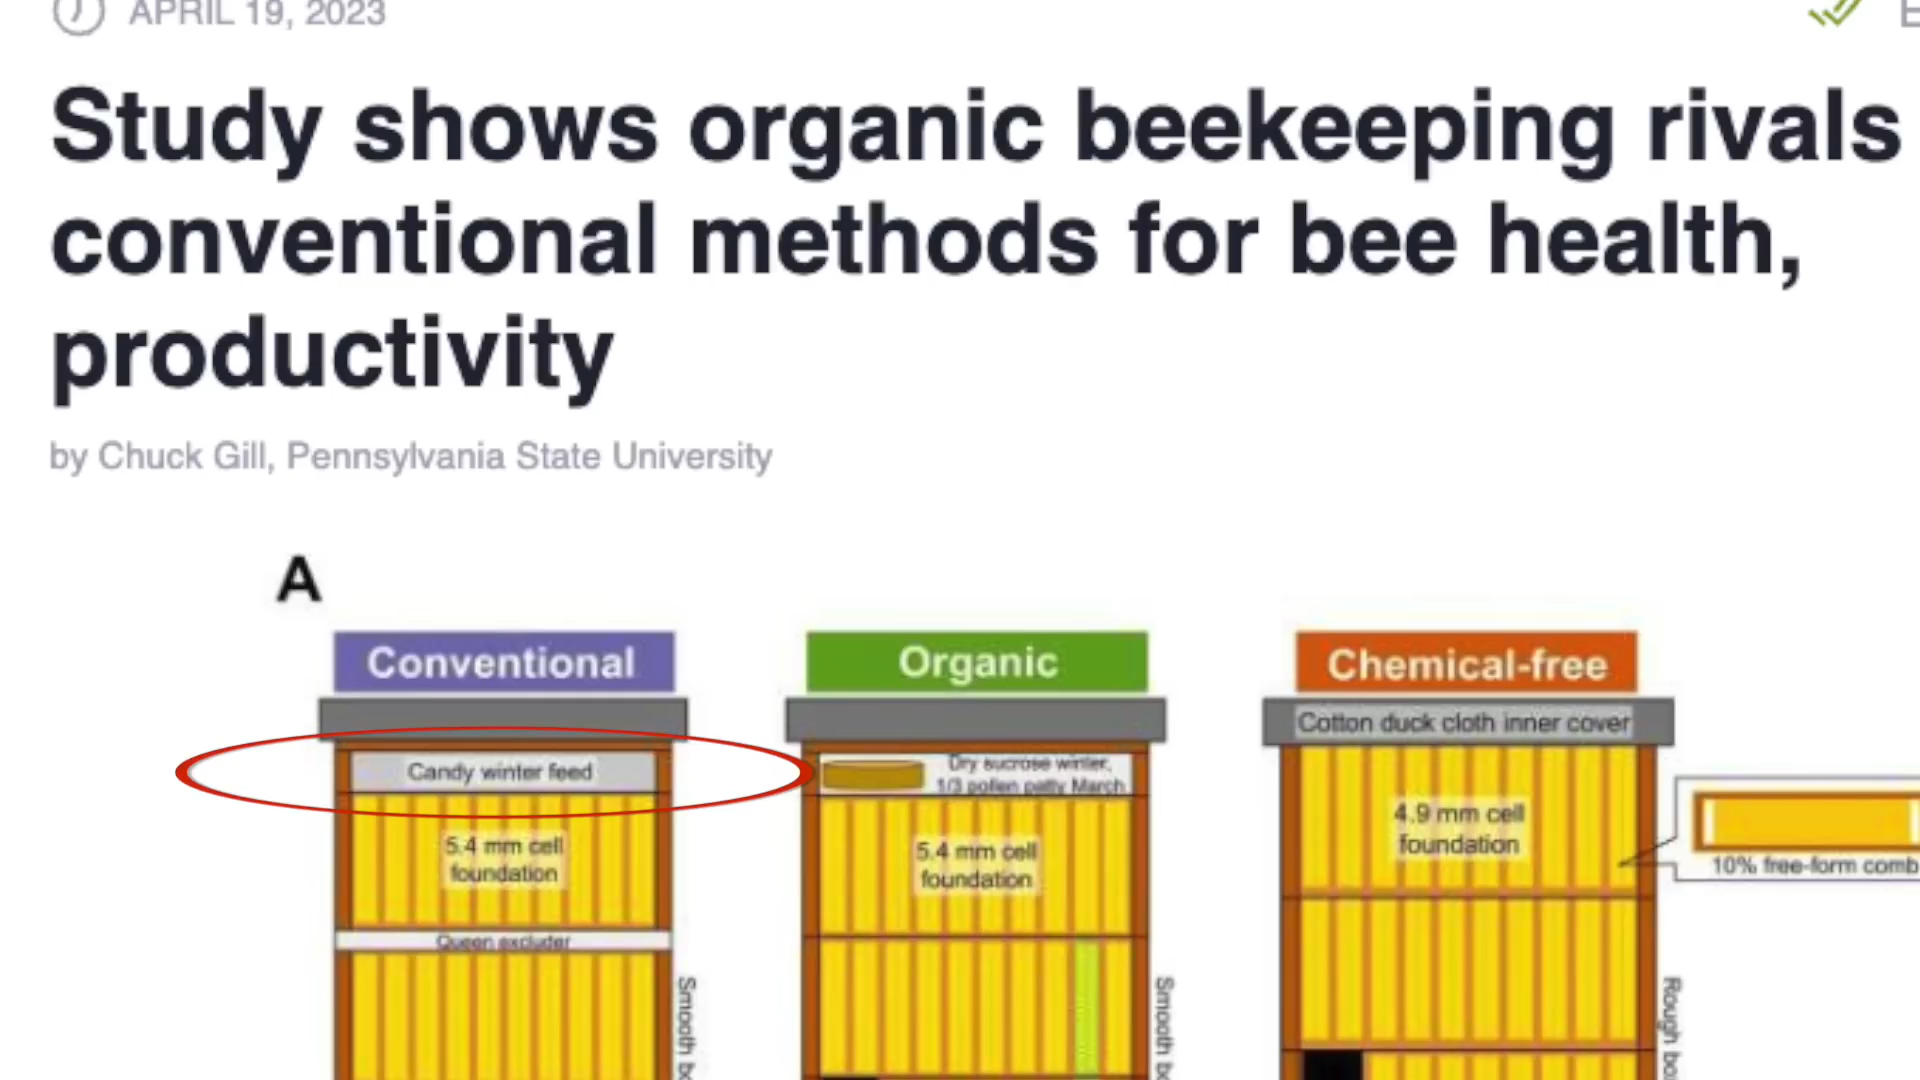 APRIL 19, 2023
Study shows organic beekeeping rivals
conventional methods for bee health,
productivity
by Chuck Gill, Pennsylvania State University
A
Conventional
Organic
Chemical-free
Cotton duck cloth inner cover
Candy winter feed
Dry sucrose winter,
1/3 pollen patty March
5.4 mm cell
foundation
5.4 mm cell
foundation
4.9 mm cell
foundation
10% free-form comb
Queen excluder
Smooth
Smooth
Rough